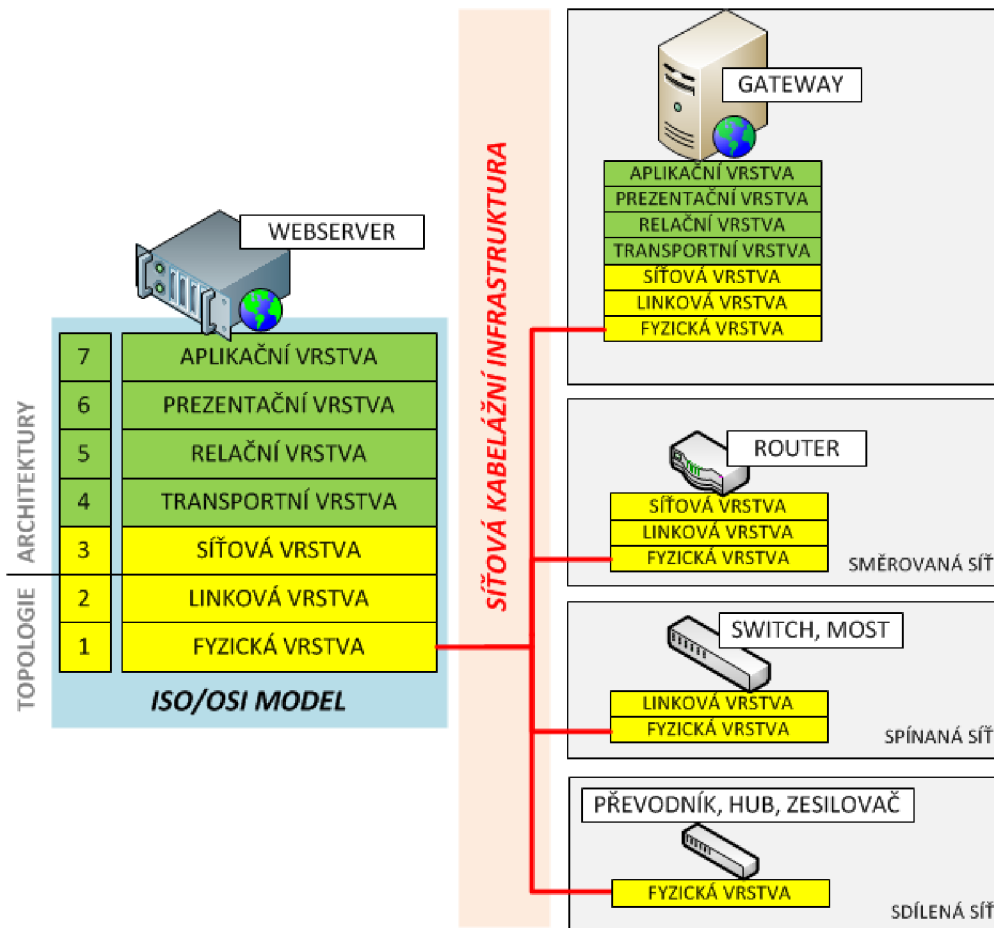 WEBSERVER
7 APLIKAČNÍ VRSTVA
6 PREZENTAČNÍ VRSTVA
5 RELAČNÍ VRSTVA
4 TRANSPORTNÍ VRSTVA
3 SÍŤOVÁ VRSTVA
2 LINKOVÁ VRSTVA
1 FYZICKÁ VRSTVA
ISO/OSI MODEL
ARCHITEKTURY
TOPOLOGIE
SÍŤOVÁ KABELÁŽNÍ INFRASTRUKTURA
GATEWAY
APLIKAČNÍ VRSTVA
PREZENTAČNÍ VRSTVA
RELAČNÍ VRSTVA
TRANSPORTNÍ VRSTVA
SÍŤOVÁ VRSTVA
LINKOVÁ VRSTVA
FYZICKÁ VRSTVA
ROUTER
SÍŤOVÁ VRSTVA
LINKOVÁ VRSTVA
FYZICKÁ VRSTVA
SMĚROVANÁ SÍŤ
SWITCH, MOST
LINKOVÁ VRSTVA
FYZICKÁ VRSTVA
SPÍNANÁ SÍŤ
PŘEVODNÍK, HUB, ZESILOVAČ
FYZICKÁ VRSTVA
SDÍLENÁ SÍŤ